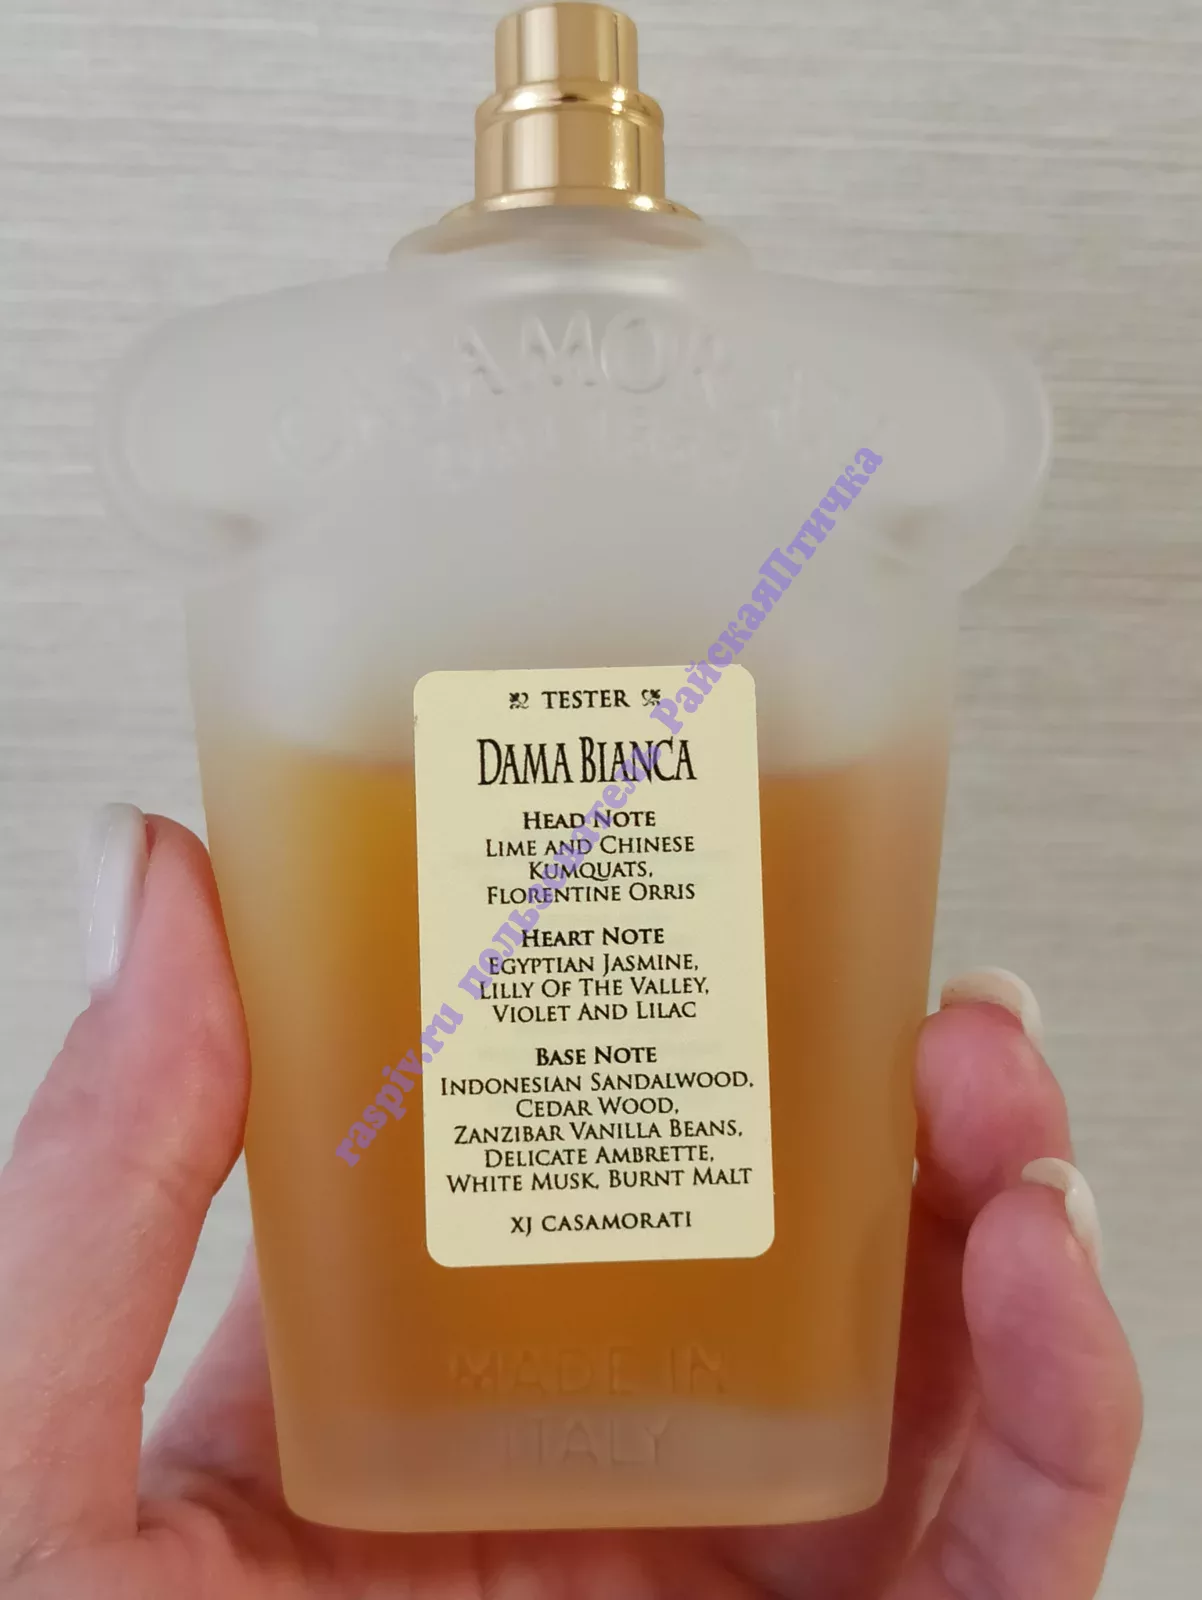 CASAMORATI
TESTER
DAMA BIANCA
HEAD NOTE
LIME AND CHINESE
KUMQUATS,
FLORENTINE ORRIS
HEART NOTE
EGYPTIAN JASMINE,
LILLY OF THE VALLEY,
VIOLET AND LILAC
BASE NOTE
INDONESIAN SANDALWOOD,
CEDAR WOOD,
ZANZIBAR VANILLA BEANS,
DELICATE AMBRETTE,
WHITE MUSK, BURNT MALT
XJ CASAMORATI
MADE IN
ITALY
raspiv.ru пользователь РайскаяПтичка